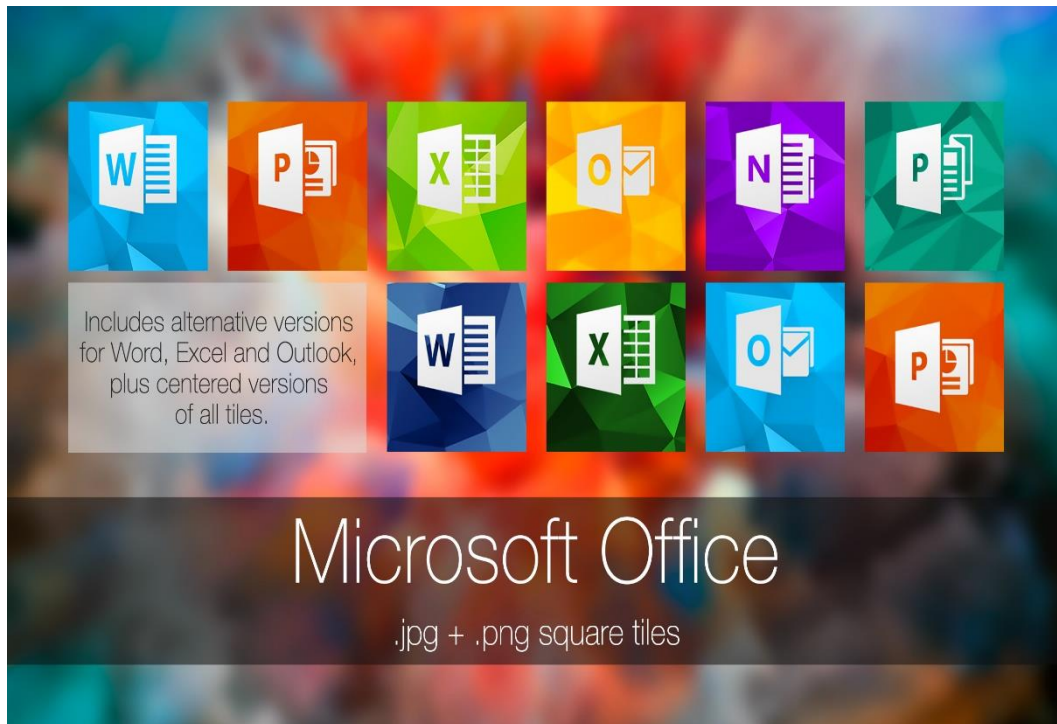 W
P
X
O
N
P
Includes alternative versions
for Word, Excel and Outlook,
plus centered versions
of all tiles.
W
X
O
P
Microsoft Office
.jpg + .png square tiles